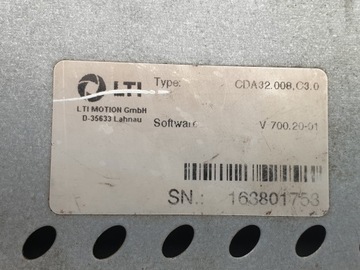 LTI
Type: CDA32.008,C3.0
LTI MOTION GmbH
D-35633 Lahnau
Software V 700.20-01
SN.: 163801753